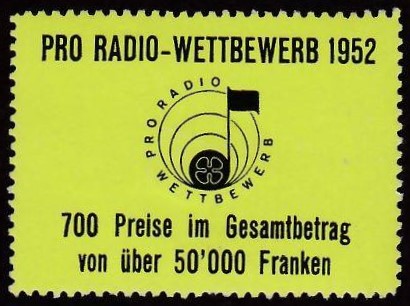 PRO RADIO-WETTBEWERB 1952
PRO RADIO
WETTBEWERB
700 Preise im Gesamtbetrag
von über 50'000 Franken